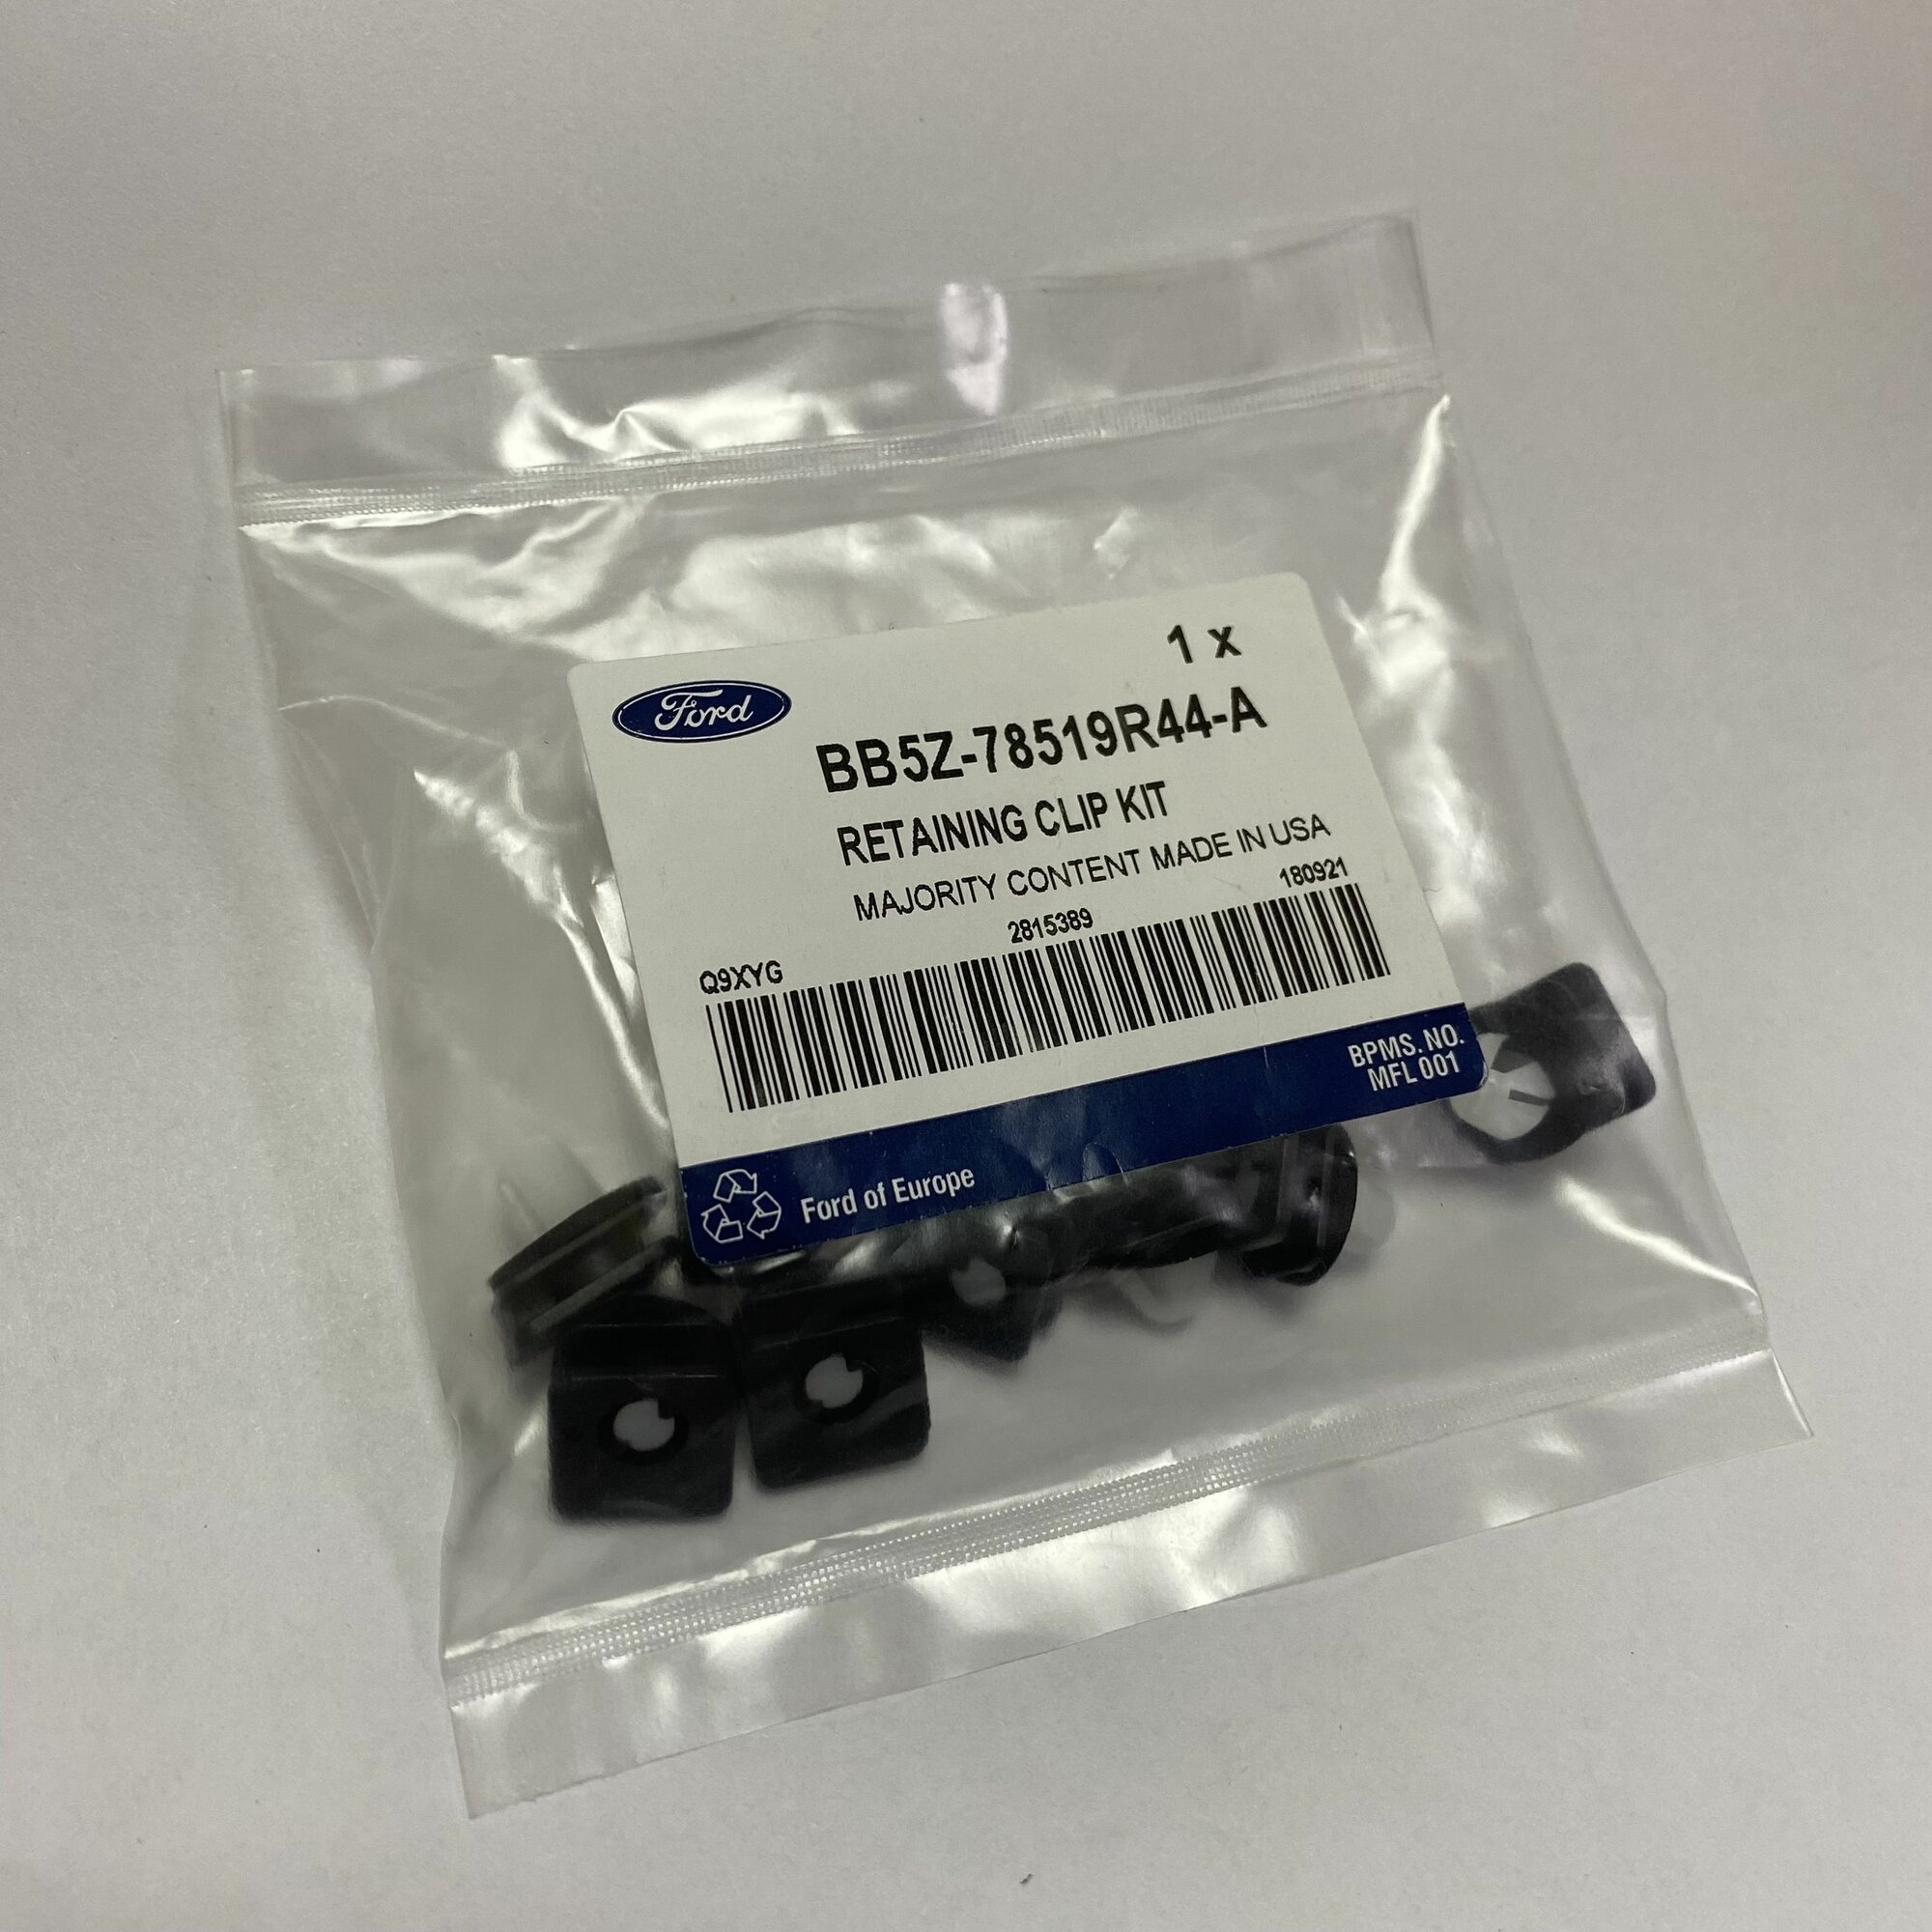 1 x
Ford
BB5Z-78519R44-A
RETAINING CLIP KIT
MAJORITY CONTENT MADE IN USA
Q9XYG 2815389 180921
BPMS. NO.
MFL 001
Ford of Europe